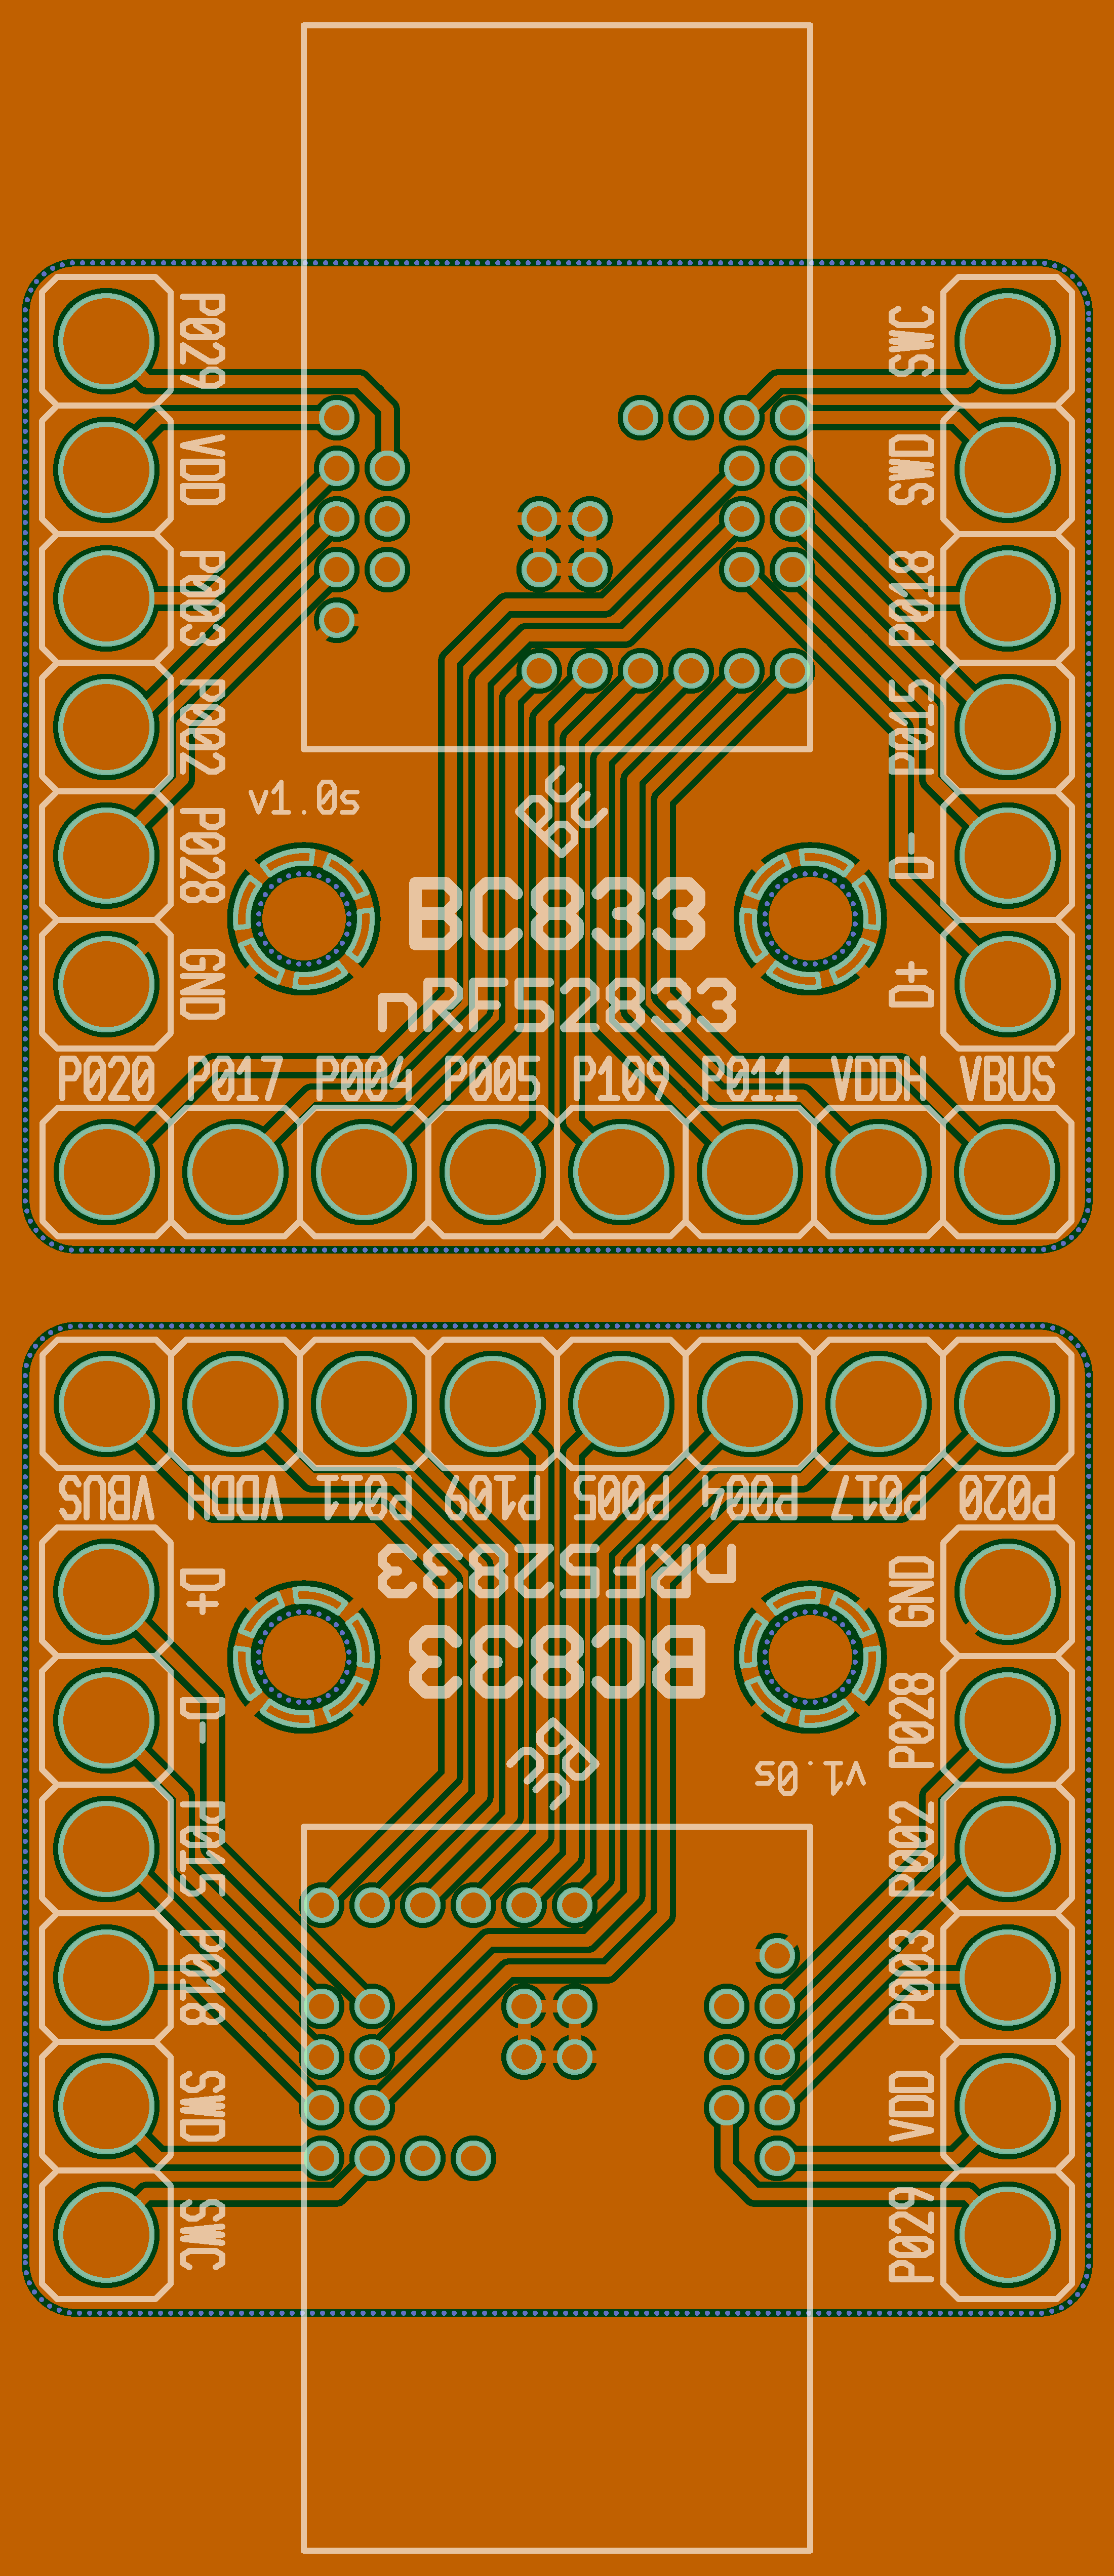 P029
SWC
VDD
SWD
P003
P018
P002
P015
v1.0s
BC
P028
D-
BC833
GND
D+
nRF52833
P020 P017 P004 P005 P109 P011 VDDH VBUS
VBUS VDDH P011 P109 P005 P004 P017 P020
D+
GND
nRF52833
BC833
D-
P028
BC
v1.0s
P015
P002
P018
P003
SWD
VDD
SWC
P029